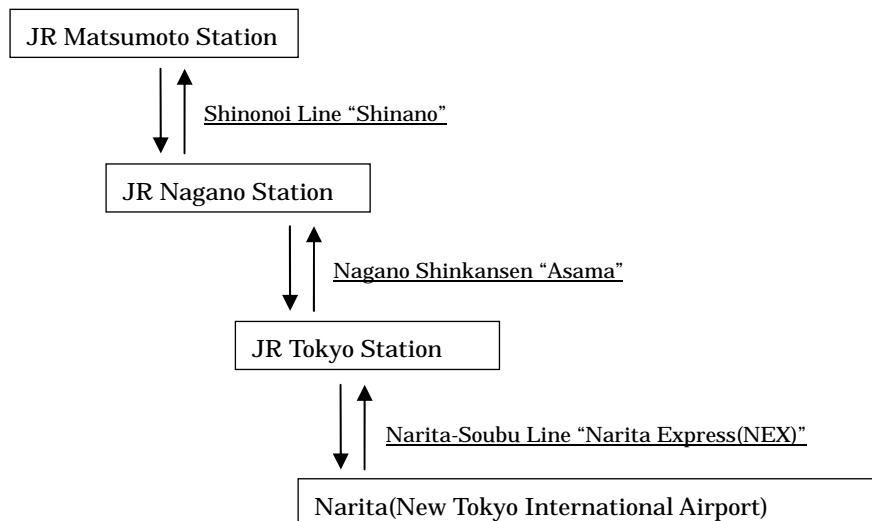 JR Matsumoto Station
Shinonoi Line “Shinano”
JR Nagano Station
Nagano Shinkansen “Asama”
JR Tokyo Station
Narita-Soubu Line “Narita Express(NEX)”
Narita(New Tokyo International Airport)